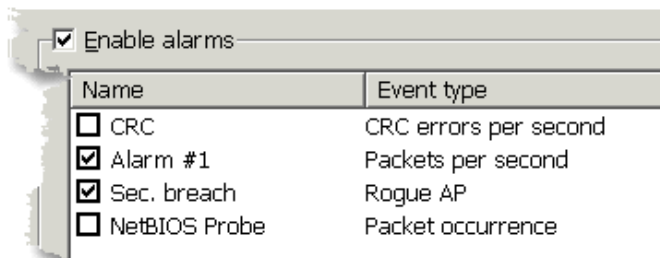 Enable alarms
Name Event type
CRC CRC errors per second
Alarm #1 Packets per second
Sec. breach Rogue AP
NetBIOS Probe Packet occurrence